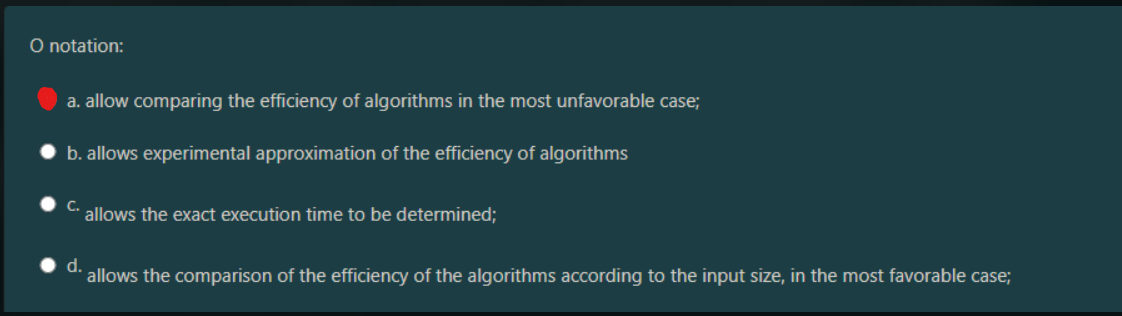 O notation:
a. allow comparing the efficiency of algorithms in the most unfavorable case;
b. allows experimental approximation of the efficiency of algorithms
c. allows the exact execution time to be determined;
d. allows the comparison of the efficiency of the algorithms according to the input size, in the most favorable case;